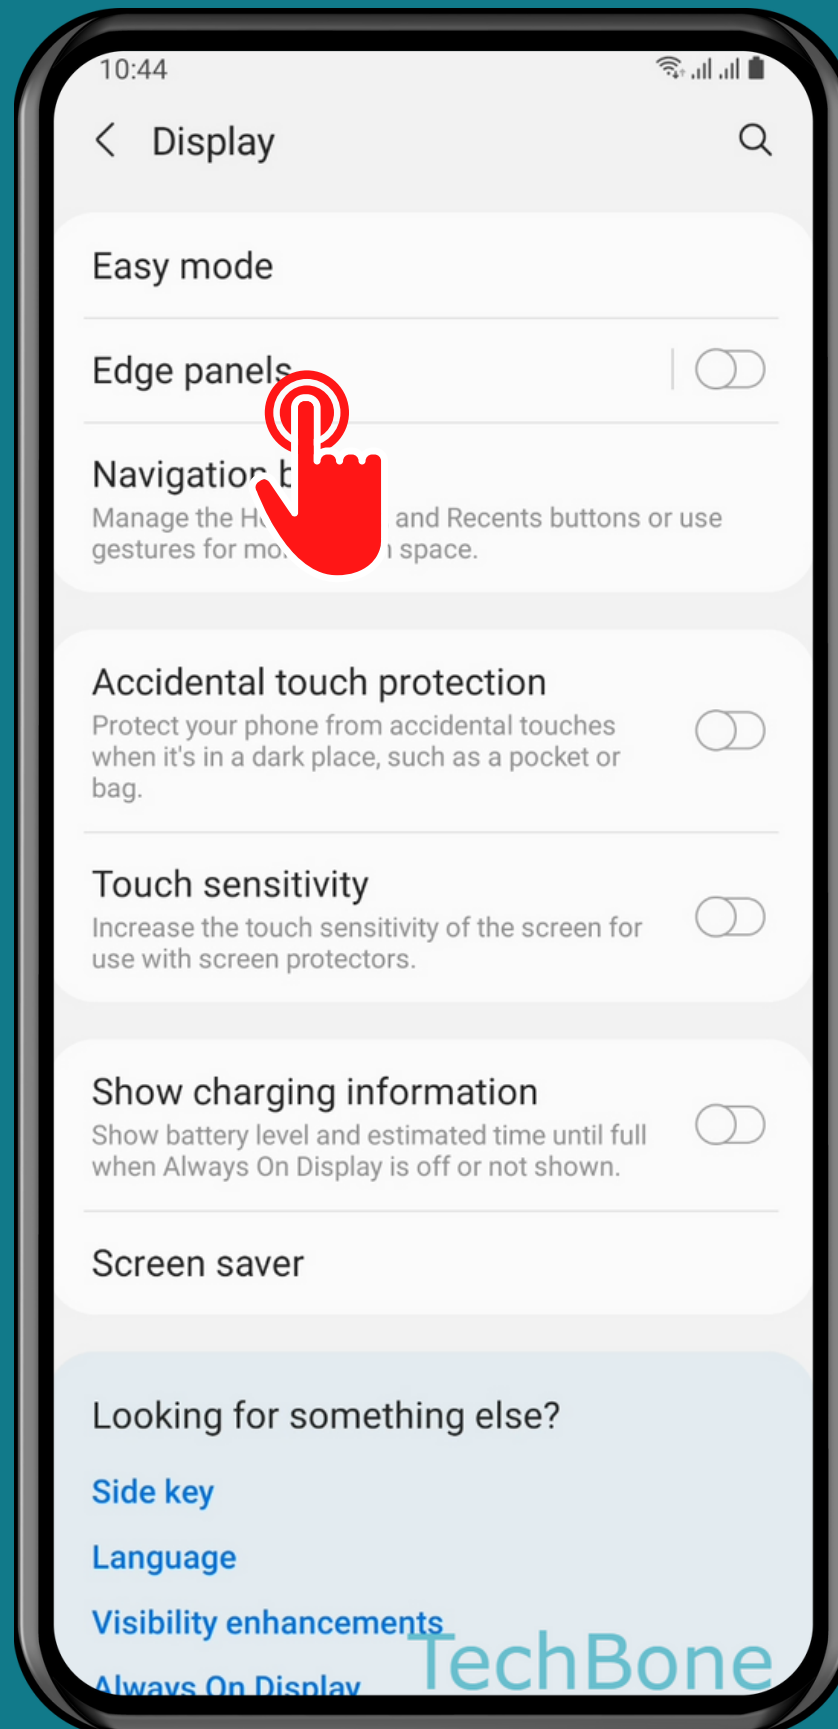 10:44
Display
Easy mode
Edge panels
Navigation b
Manage the H and Recents buttons or use
gestures for mo space.
Accidental touch protection
Protect your phone from accidental touches
when it's in a dark place, such as a pocket or
bag.
Touch sensitivity
Increase the touch sensitivity of the screen for
use with screen protectors.
Show charging information
Show battery level and estimated time until full
when Always On Display is off or not shown.
Screen saver
Looking for something else?
Side key
Language
Visibility enhancements
Always On Display
TechBone